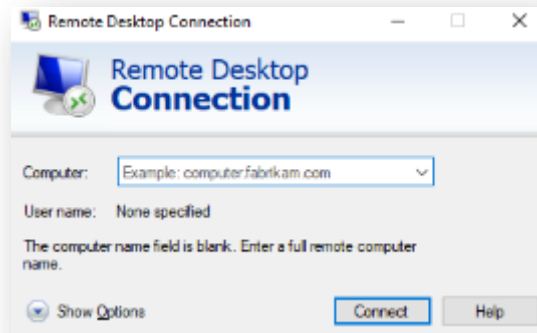 Remote Desktop Connection
Remote Desktop
Connection
Computer: Example: computer.fabrikam.com
User name: None specified
The computer name field is blank. Enter a full remote computer
name.
Show Options Connect Help